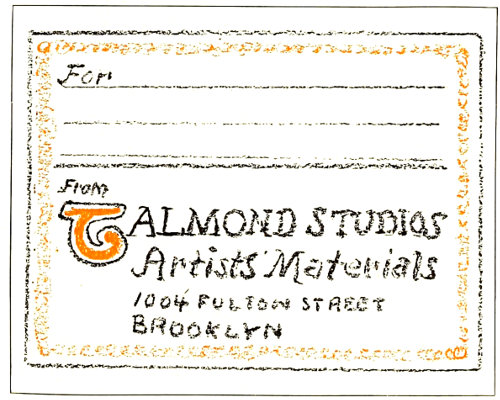 For
From
TALMOND STUDIOS
Artists' Materials
1004 FULTON STREET
BROOKLYN